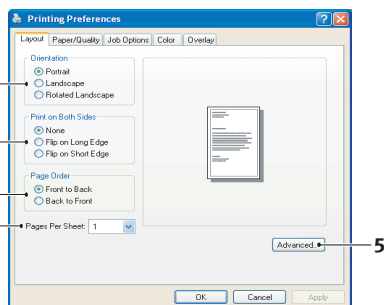 Printing Preferences
Layout Paper/Quality Job Options Color Overlay
Orientation
Portrait
Landscape
Rotated Landscape
Print on Both Sides
None
Flip on Long Edge
Flip on Short Edge
Page Order
Front to Back
Back to Front
Pages Per Sheet: 1
Advanced..
5
OK Cancel Apply